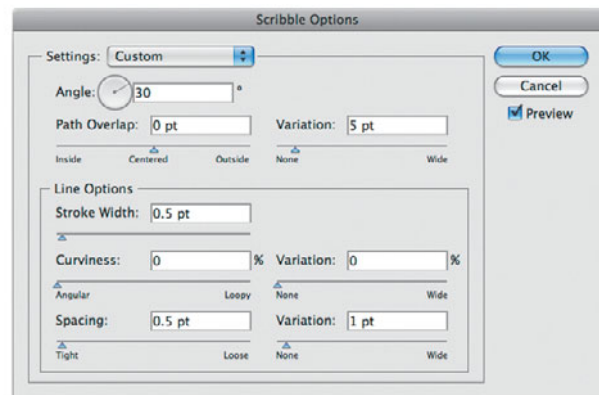 Scribble Options
Settings: Custom
OK
Angle: 30 °
Cancel
Preview
Path Overlap: 0 pt Variation: 5 pt
Inside Centered Outside None Wide
Line Options
Stroke Width: 0.5 pt
Curviness: 0 % Variation: 0 %
Angular Loopy None Wide
Spacing: 0.5 pt Variation: 1 pt
Tight Loose None Wide